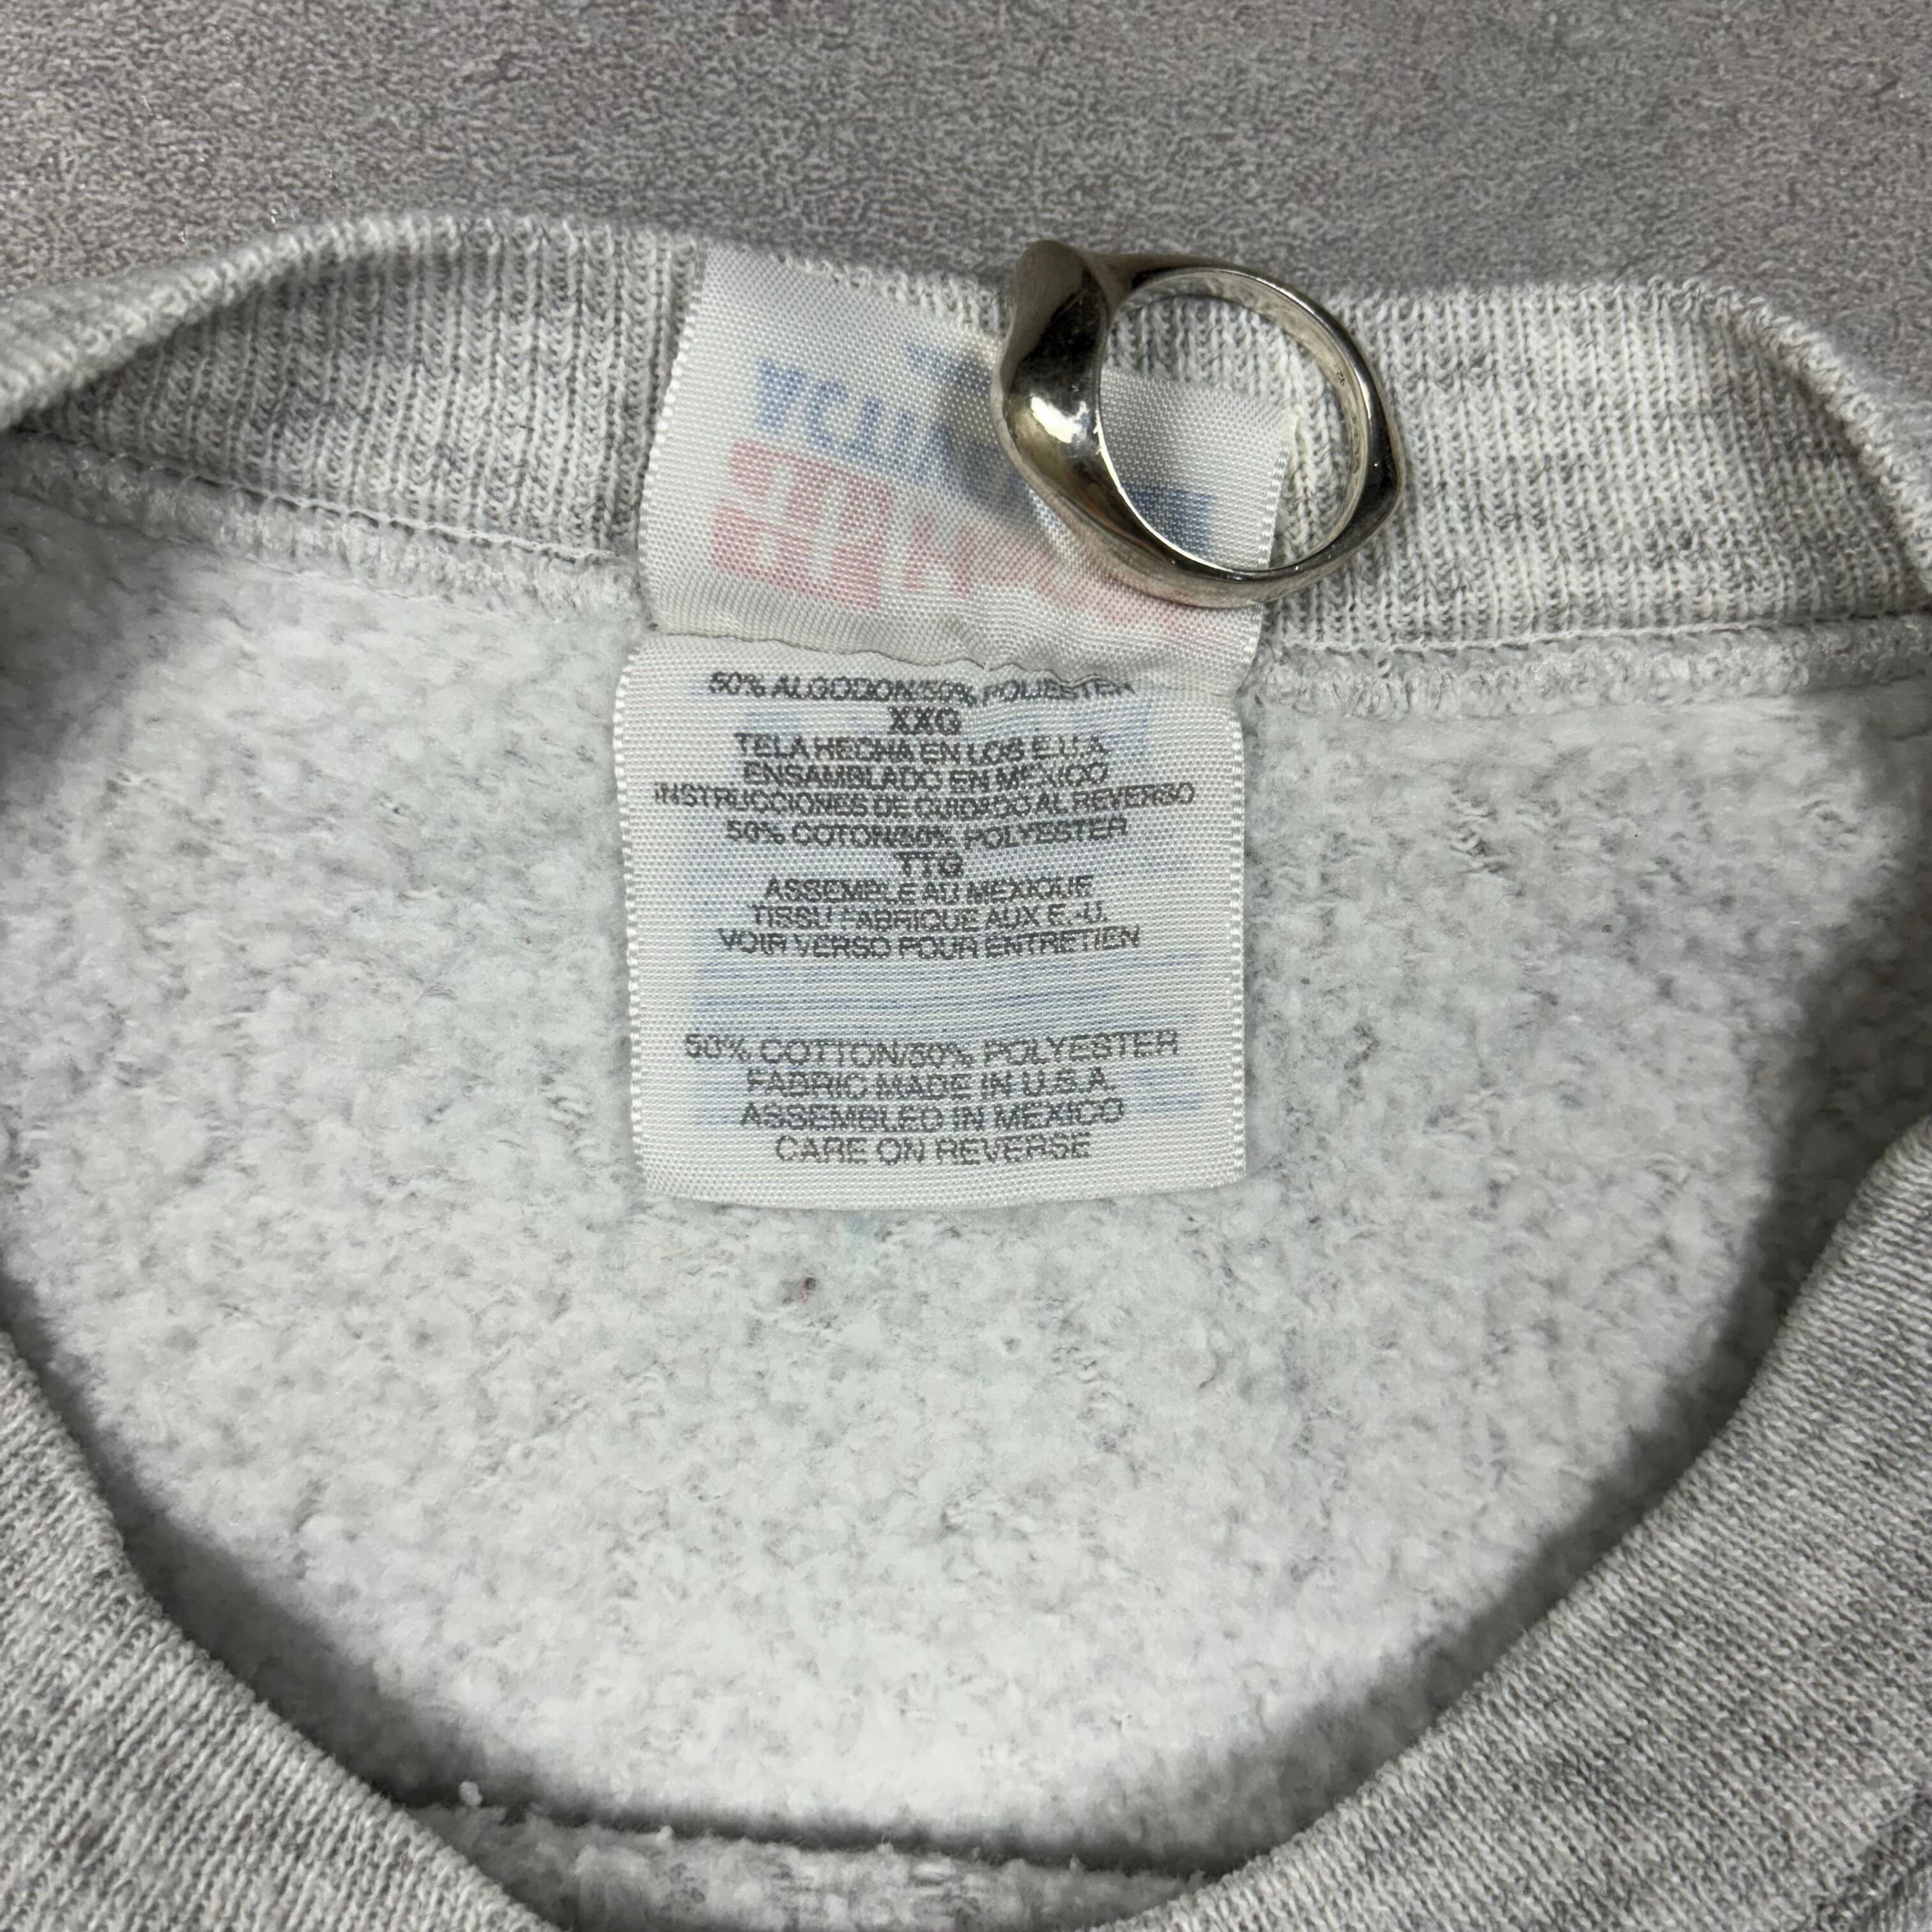 50% ALGODON/50% POLIESTER
XXG
TELA HECHA EN LOS E.U.A.
ENSAMBLADO EN MEXICO
INSTRUCCIONES DE CUIDADO AL REVERSO
50% COTON/50% POLYESTER
TTG
ASSEMBLE AU MEXIQUE
TISSU FABRIQUE AUX E.-U.
VOIR VERSO POUR ENTRETIEN
50% COTTON/50% POLYESTER
FABRIC MADE IN U.S.A.
ASSEMBLED IN MEXICO
CARE ON REVERSE